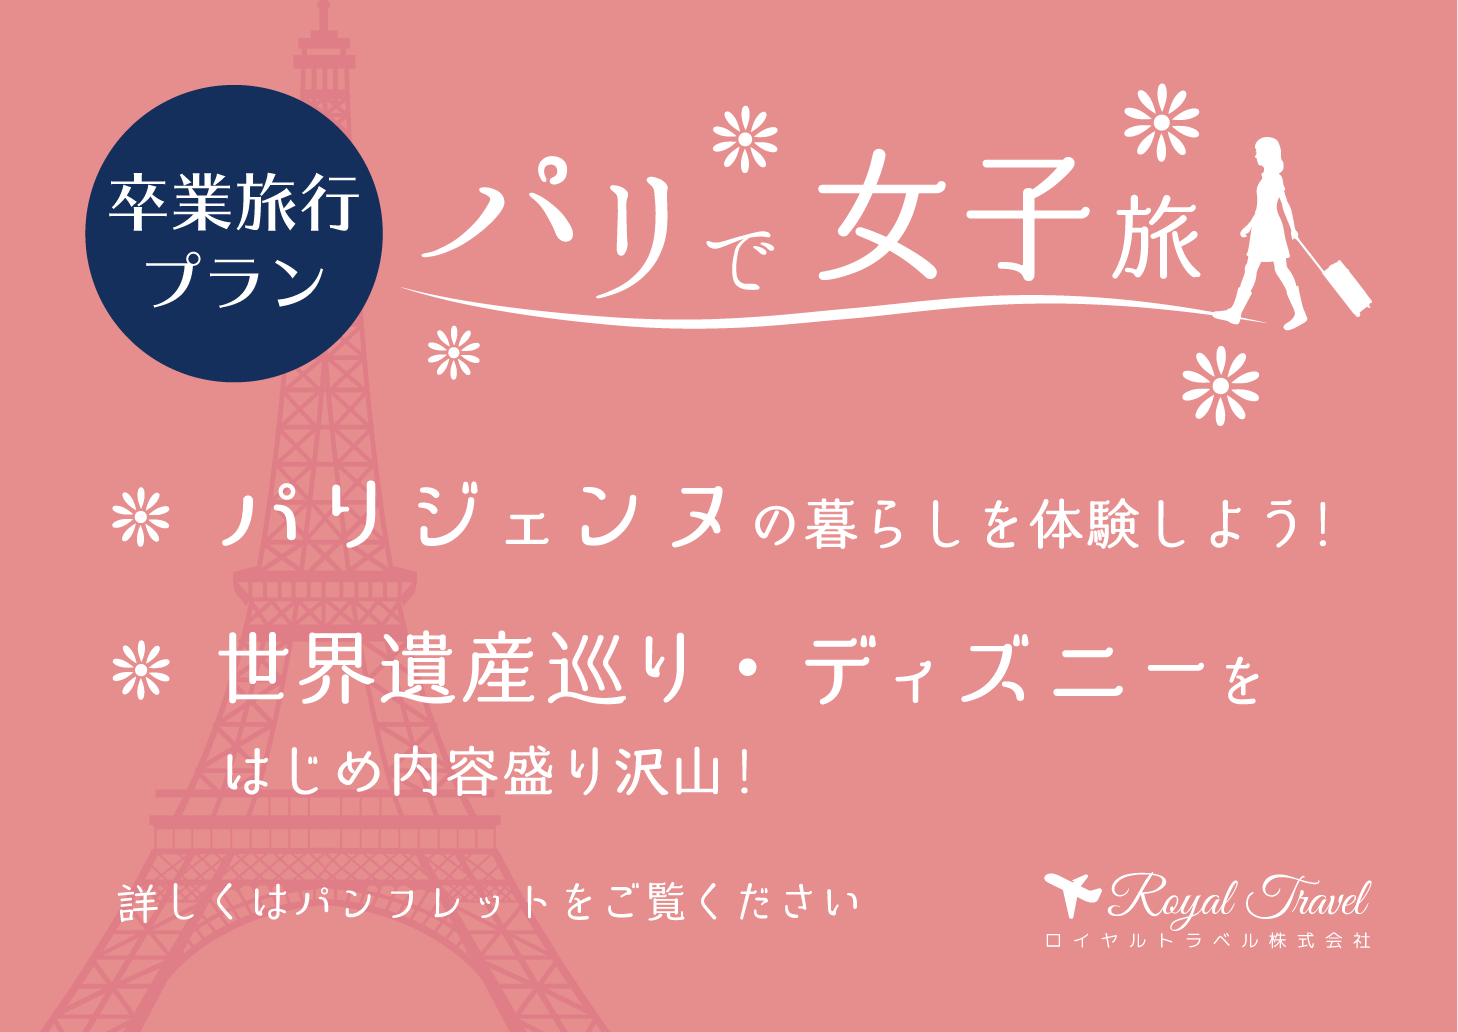 卒業旅行
プラン
パリで女子旅
パリジェンヌの暮らしを体験しよう!
世界遺産巡り・ディズニーを
はじめ内容盛り沢山!
詳しくはパンフレットをご覧ください
Royal Travel
ロイヤルトラベル株式会社